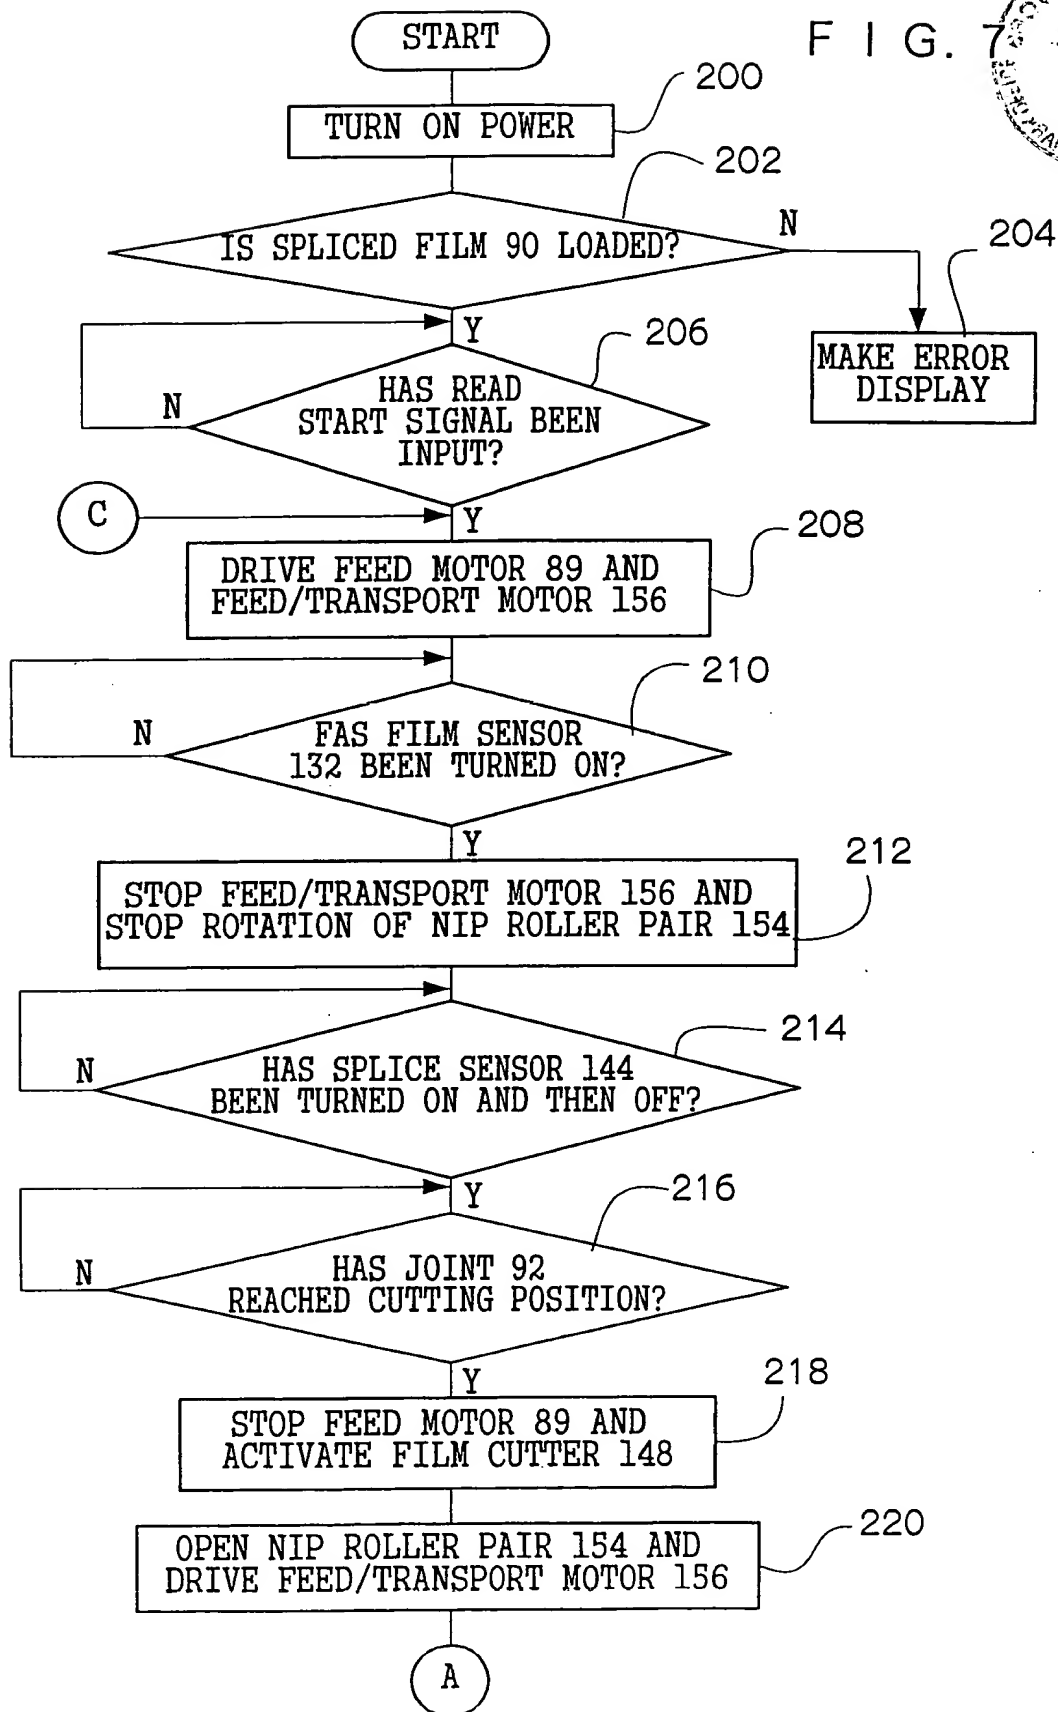 START
FIG. 7
200
TURN ON POWER
202
IS SPLICED FILM 90 LOADED?
N
204
MAKE ERROR
DISPLAY
Y
206
HAS READ
START SIGNAL BEEN
INPUT?
N
C
Y
208
DRIVE FEED MOTOR 89 AND
FEED/TRANSPORT MOTOR 156
210
FAS FILM SENSOR
132 BEEN TURNED ON?
N
Y
212
STOP FEED/TRANSPORT MOTOR 156 AND
STOP ROTATION OF NIP ROLLER PAIR 154
214
HAS SPLICE SENSOR 144
BEEN TURNED ON AND THEN OFF?
N
Y
216
HAS JOINT 92
REACHED CUTTING POSITION?
N
Y
218
STOP FEED MOTOR 89 AND
ACTIVATE FILM CUTTER 148
220
OPEN NIP ROLLER PAIR 154 AND
DRIVE FEED/TRANSPORT MOTOR 156
A